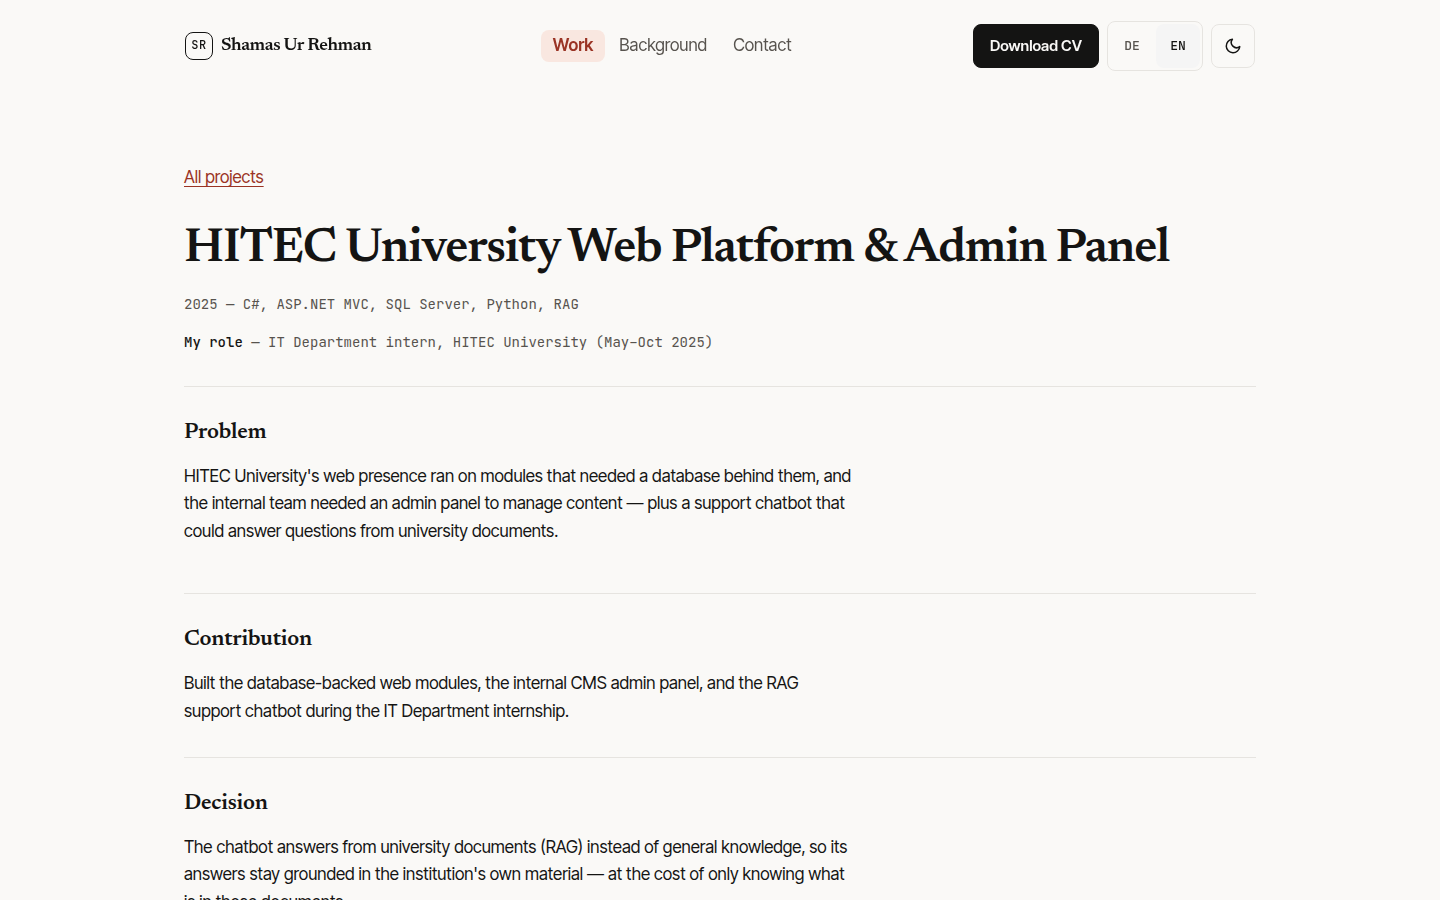 SR Shamas Ur Rehman
Work Background Contact
Download CV DE EN
All projects
HITEC University Web Platform & Admin Panel
2025 — C#, ASP.NET MVC, SQL Server, Python, RAG
My role — IT Department intern, HITEC University (May–Oct 2025)
Problem
HITEC University's web presence ran on modules that needed a database behind them, and
the internal team needed an admin panel to manage content — plus a support chatbot that
could answer questions from university documents.
Contribution
Built the database-backed web modules, the internal CMS admin panel, and the RAG
support chatbot during the IT Department internship.
Decision
The chatbot answers from university documents (RAG) instead of general knowledge, so its
answers stay grounded in the institution's own material — at the cost of only knowing what
is in those documents.